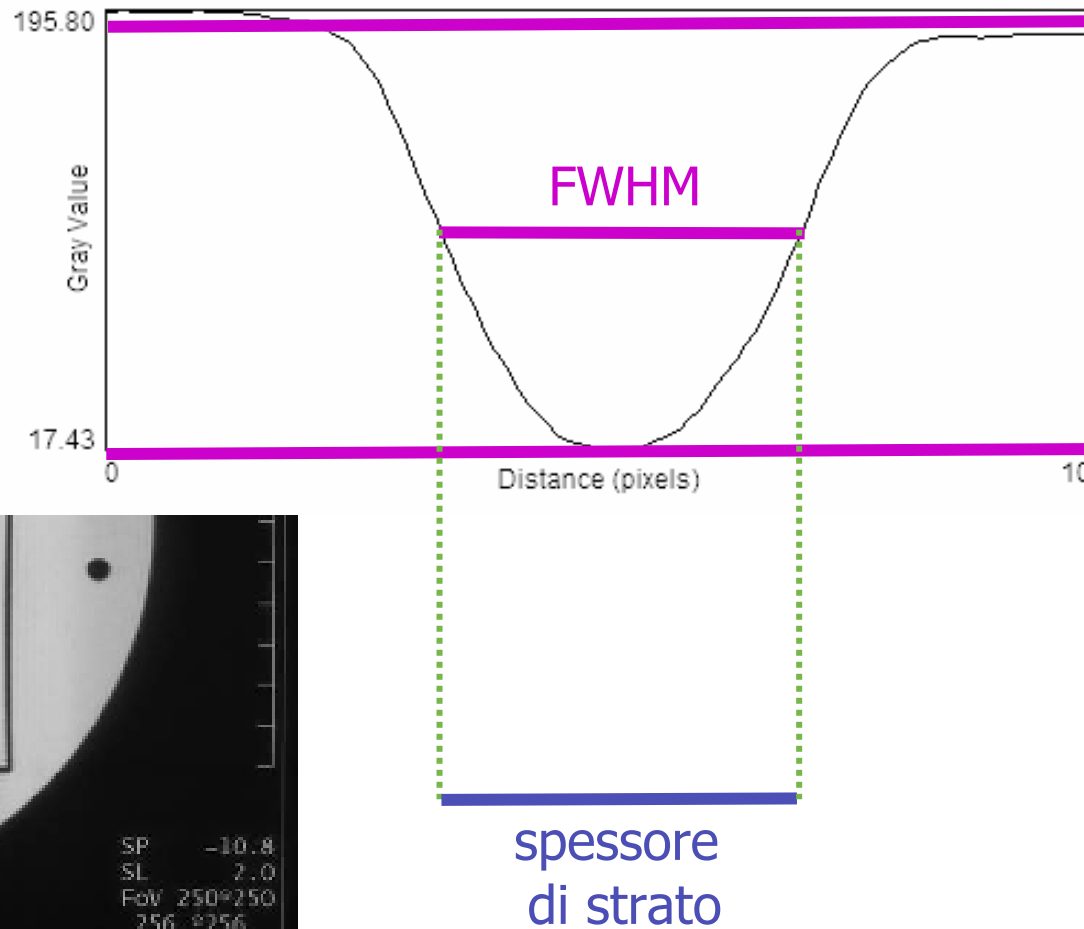 195.80
Gray Value
FWHM
17.43
0
Distance (pixels)
10
SP -10.8
SL 2.0
FoV 250*250
256 *256
spessore
di strato